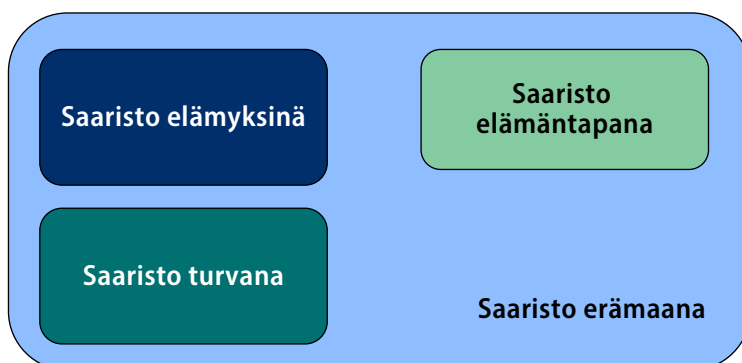 Saaristo elämyksinä
Saaristo
elämäntapana
Saaristo turvana
Saaristo erämaana